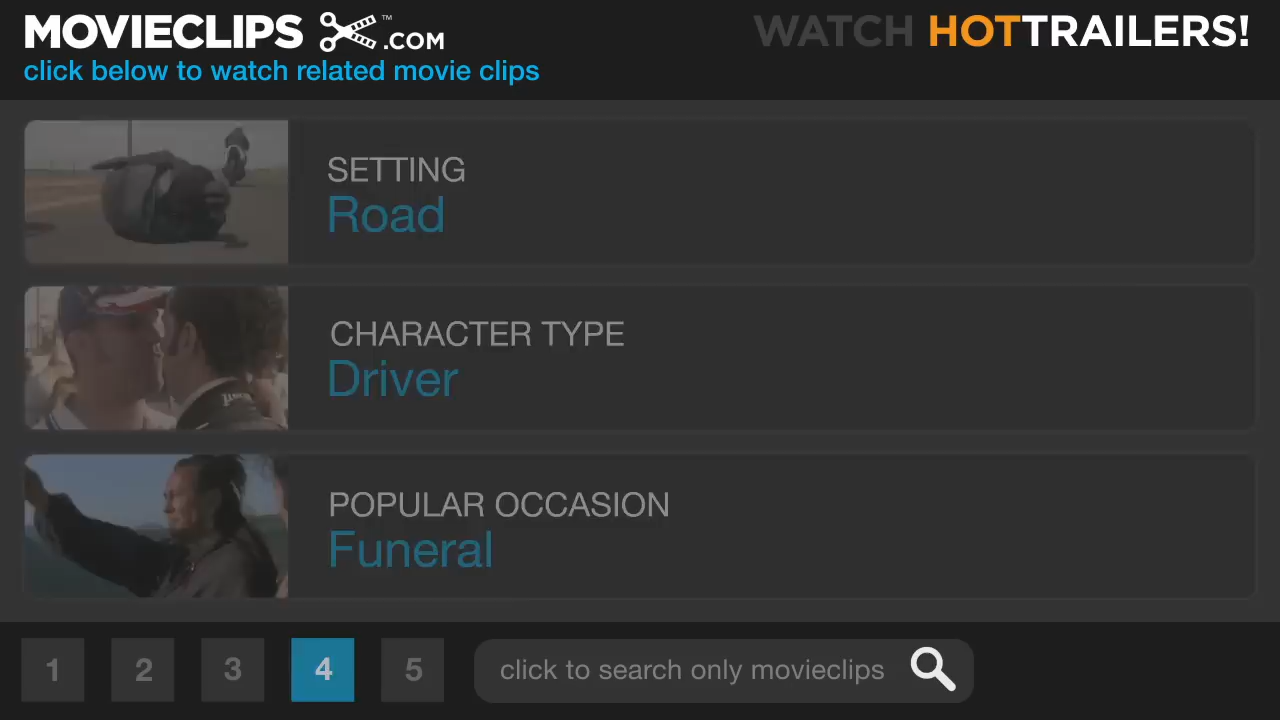 MOVIECLIPS ™ .COM
WATCH HOTTRAILERS!
click below to watch related movie clips
SETTING
Road
CHARACTER TYPE
Driver
POPULAR OCCASION
Funeral
1 2 3 4 5
click to search only movieclips